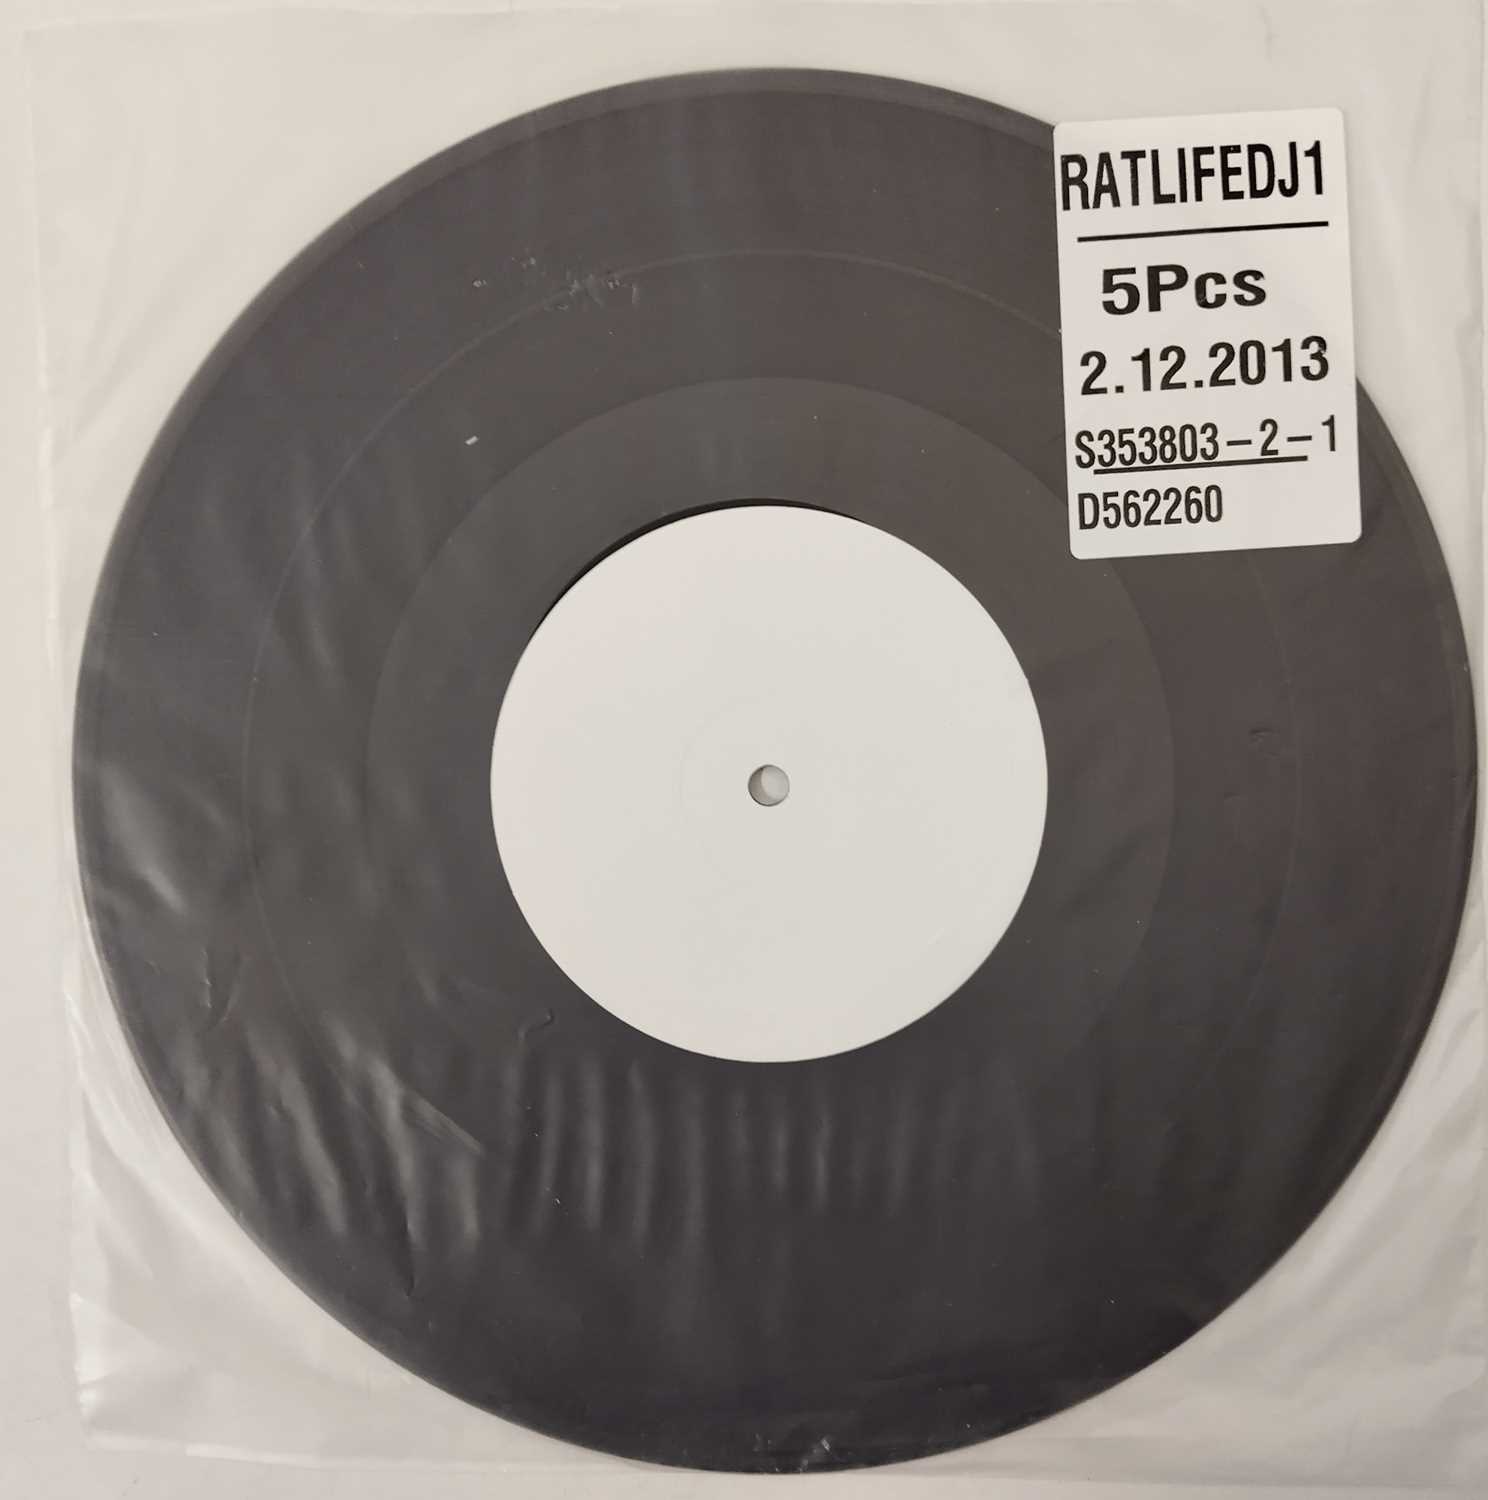 RATLIFEDJ1
5Pcs
2.12.2013
S353803-2-1
D562260